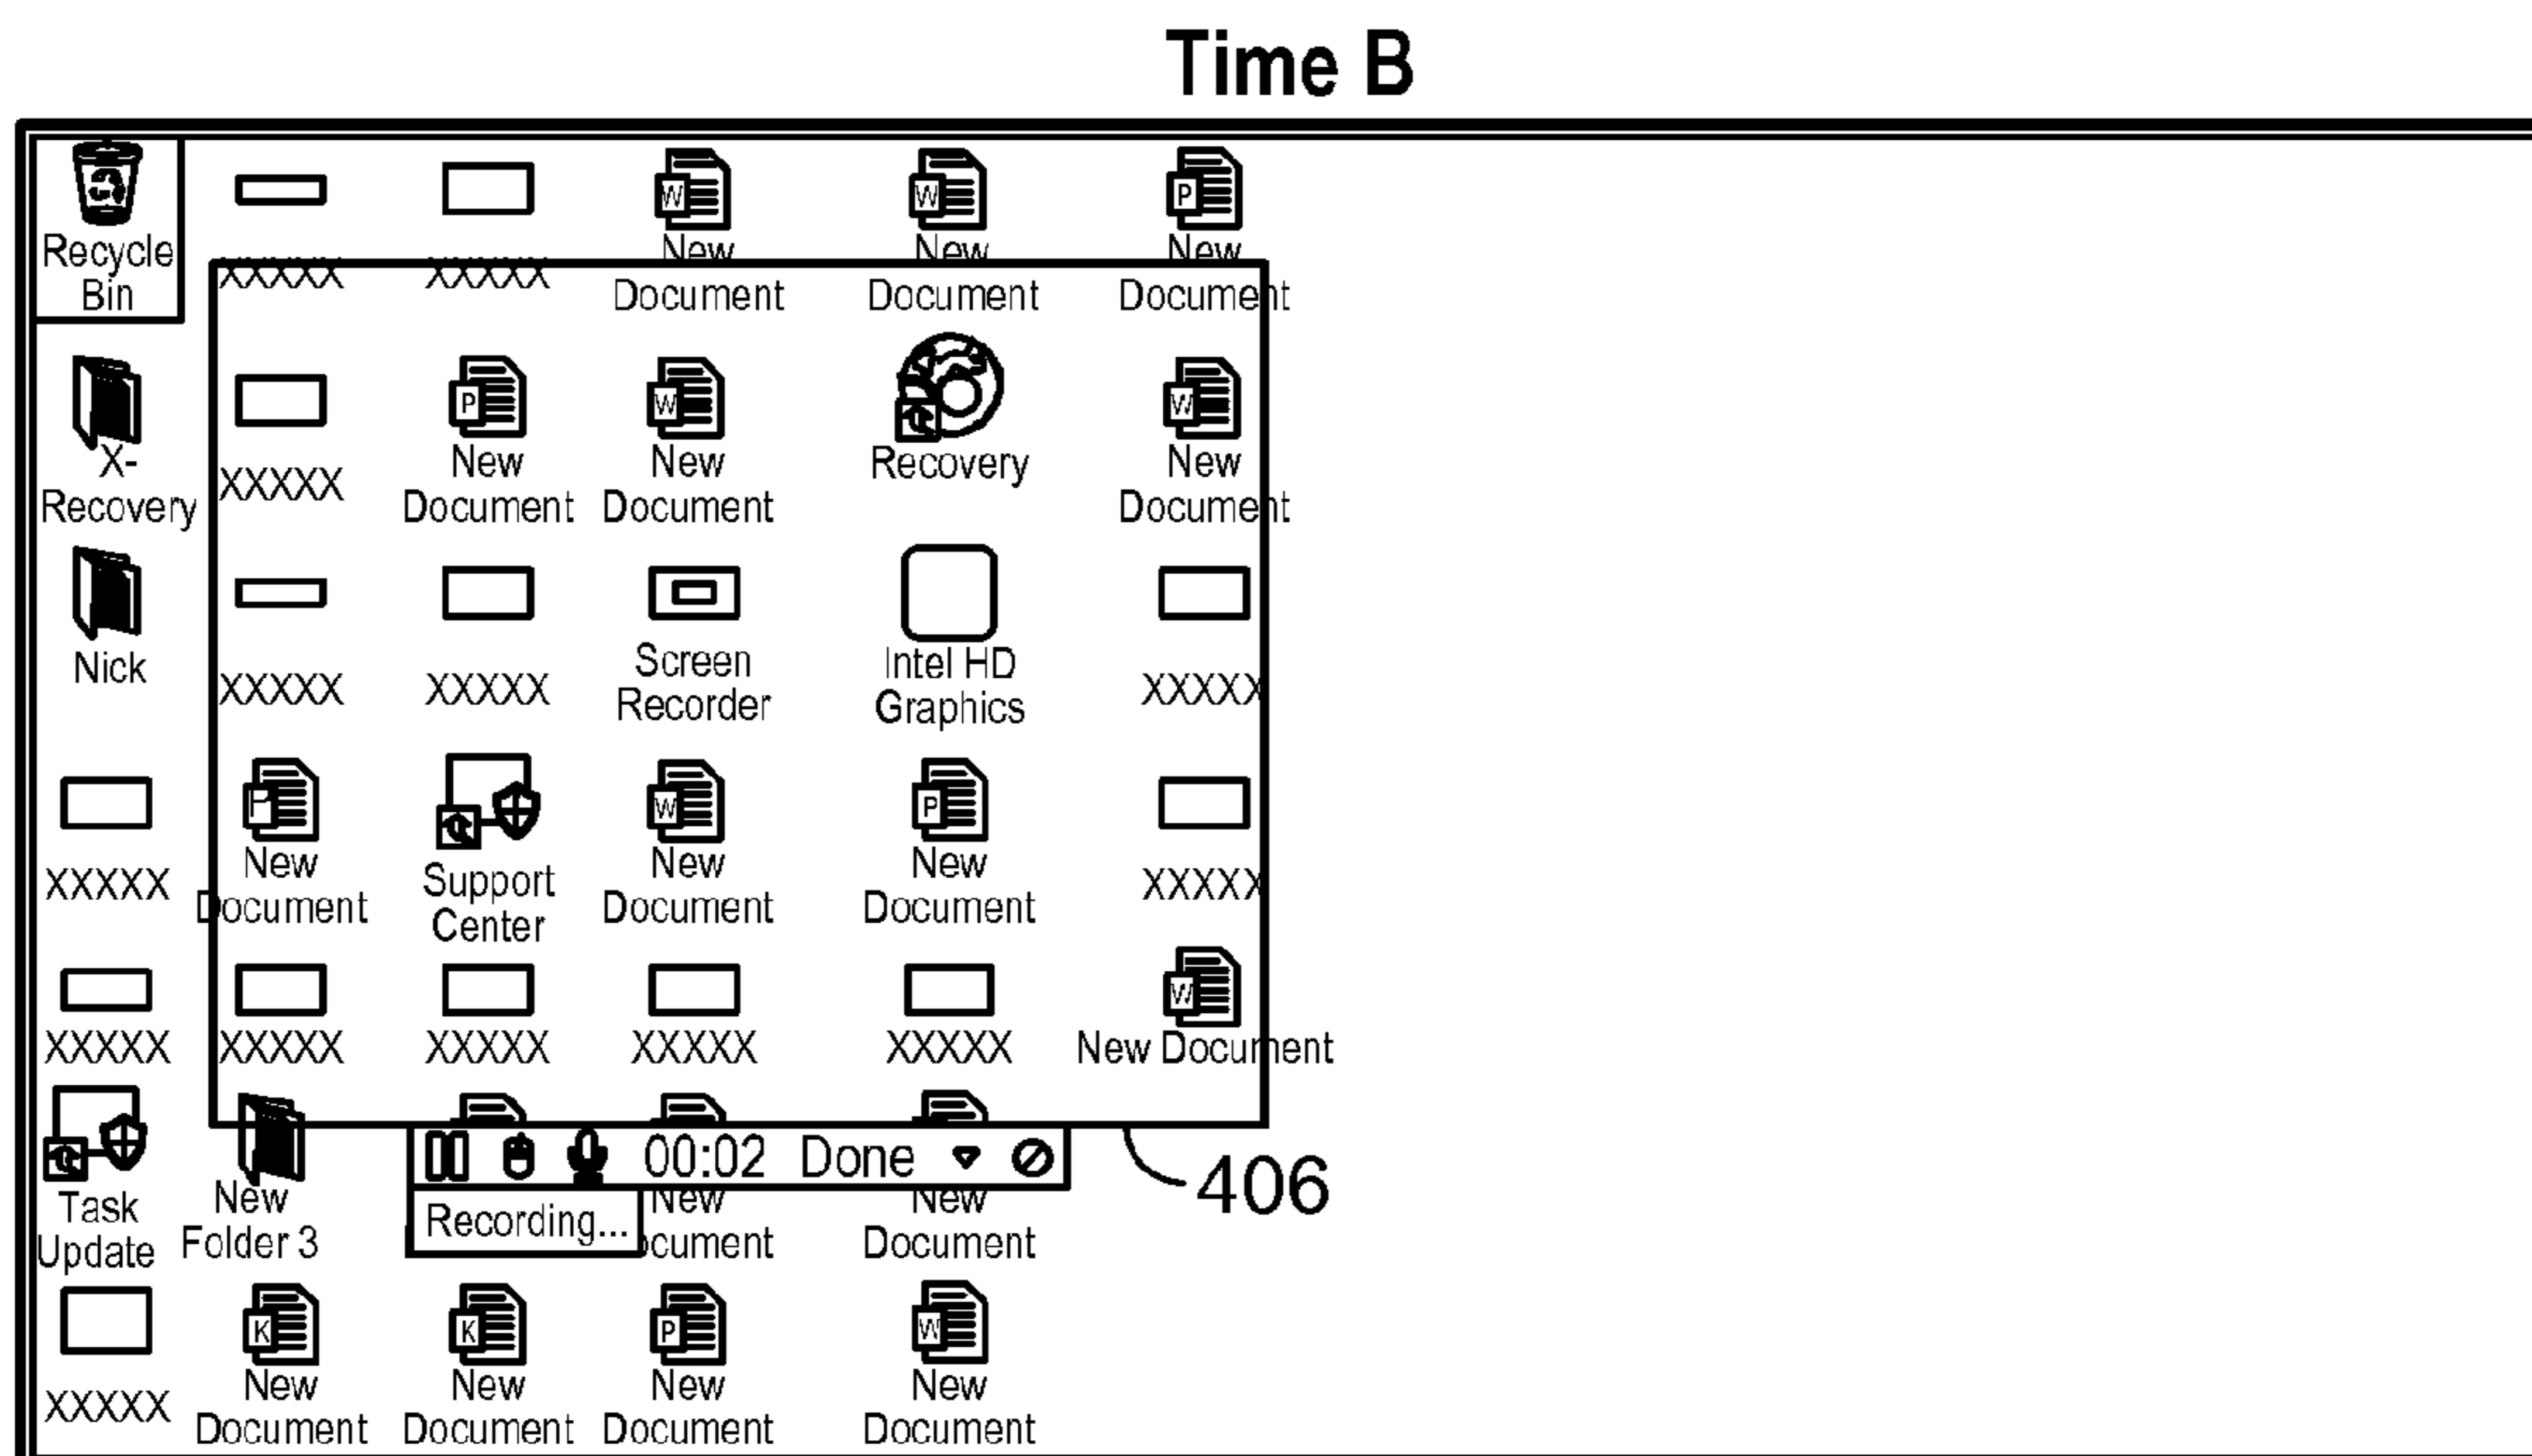 Time B
Recycle
Bin
XXXXX
XXXXX
W
New
Document
W
New
Document
P
New
Document
X-
Recovery
XXXXX
P
New
Document
W
New
Document
Recovery
W
New
Document
Nick
XXXXX
XXXXX
Screen
Recorder
Intel HD
Graphics
XXXXX
XXXXX
P
New
Document
Support
Center
W
New
Document
P
New
Document
XXXXX
XXXXX
XXXXX
XXXXX
XXXXX
XXXXX
W
New Document
Task
Update
New
Folder 3
00:02 Done
Recording...
New
ocument
New
Document
406
XXXXX
K
New
Document
K
New
Document
P
New
Document
W
New
Document